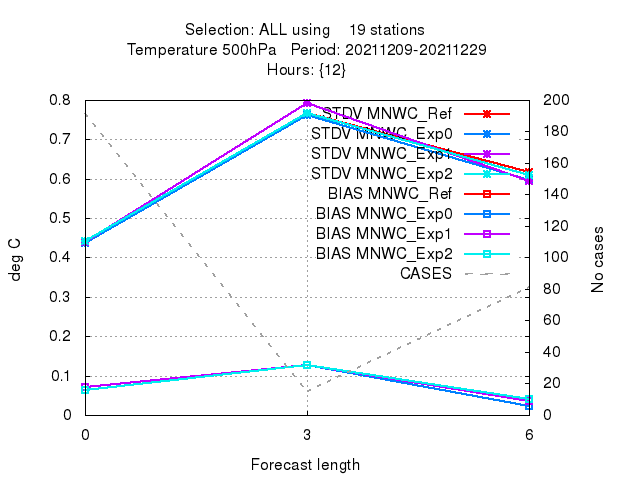 Selection: ALL using    19 stations
Temperature 500hPa   Period: 20211209-20211229
Hours: {12}
0.8
0.7
0.6
0.5
0.4
0.3
0.2
0.1
0
deg C
200
180
160
140
120
100
80
60
40
20
0
No cases
STDV MNWC_Ref
STDV MNWC_Exp0
STDV MNWC_Exp1
STDV MNWC_Exp2
BIAS MNWC_Ref
BIAS MNWC_Exp0
BIAS MNWC_Exp1
BIAS MNWC_Exp2
CASES
0 3 6
Forecast length